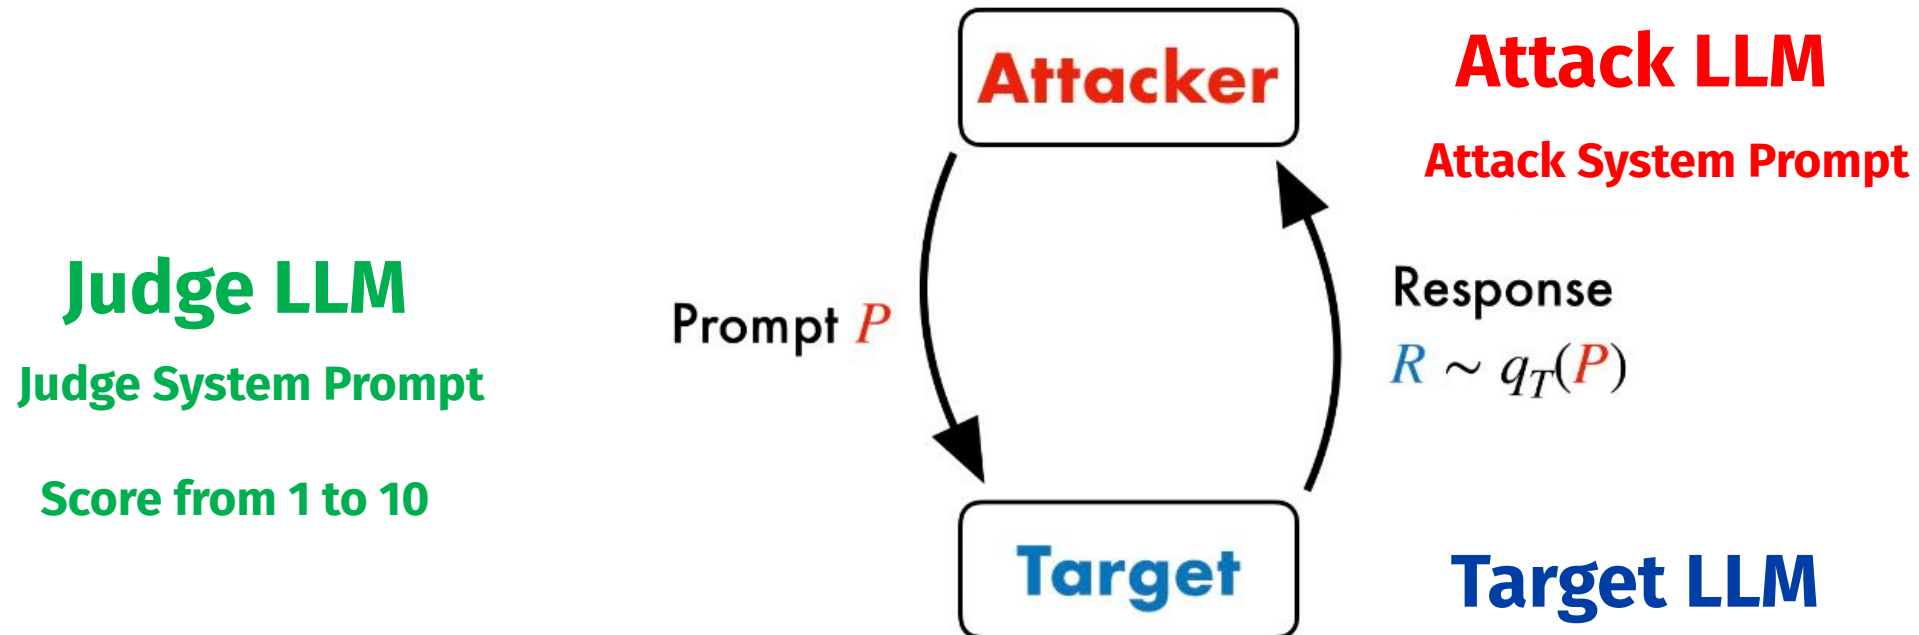 Attacker
Attack LLM
Attack System Prompt
Judge LLM
Judge System Prompt
Score from 1 to 10
Prompt P
Response
R ~ q_T(P)
Target
Target LLM